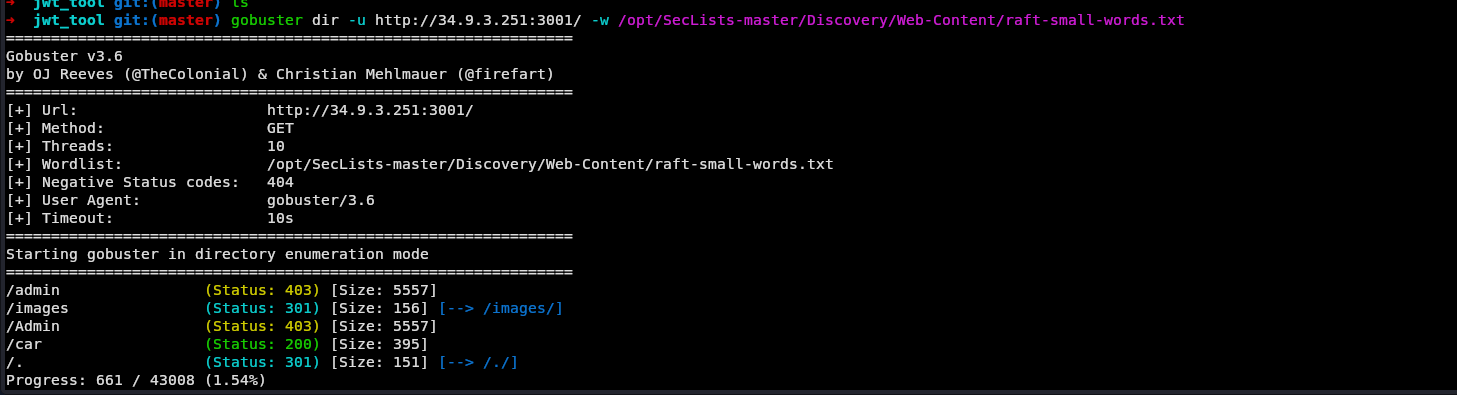 ➜  jwt_tool git:(master) ls
➜  jwt_tool git:(master) gobuster dir -u http://34.9.3.251:3001/ -w /opt/SecLists-master/Discovery/Web-Content/raft-small-words.txt
===============================================================
Gobuster v3.6
by OJ Reeves (@TheColonial) & Christian Mehlmauer (@firefart)
===============================================================
[+] Url:                     http://34.9.3.251:3001/
[+] Method:                  GET
[+] Threads:                 10
[+] Wordlist:                /opt/SecLists-master/Discovery/Web-Content/raft-small-words.txt
[+] Negative Status codes:   404
[+] User Agent:              gobuster/3.6
[+] Timeout:                 10s
===============================================================
Starting gobuster in directory enumeration mode
===============================================================
/admin                (Status: 403) [Size: 5557]
/images               (Status: 301) [Size: 156] [--> /images/]
/Admin                (Status: 403) [Size: 5557]
/car                  (Status: 200) [Size: 395]
/.                    (Status: 301) [Size: 151] [--> /./]
Progress: 661 / 43008 (1.54%)